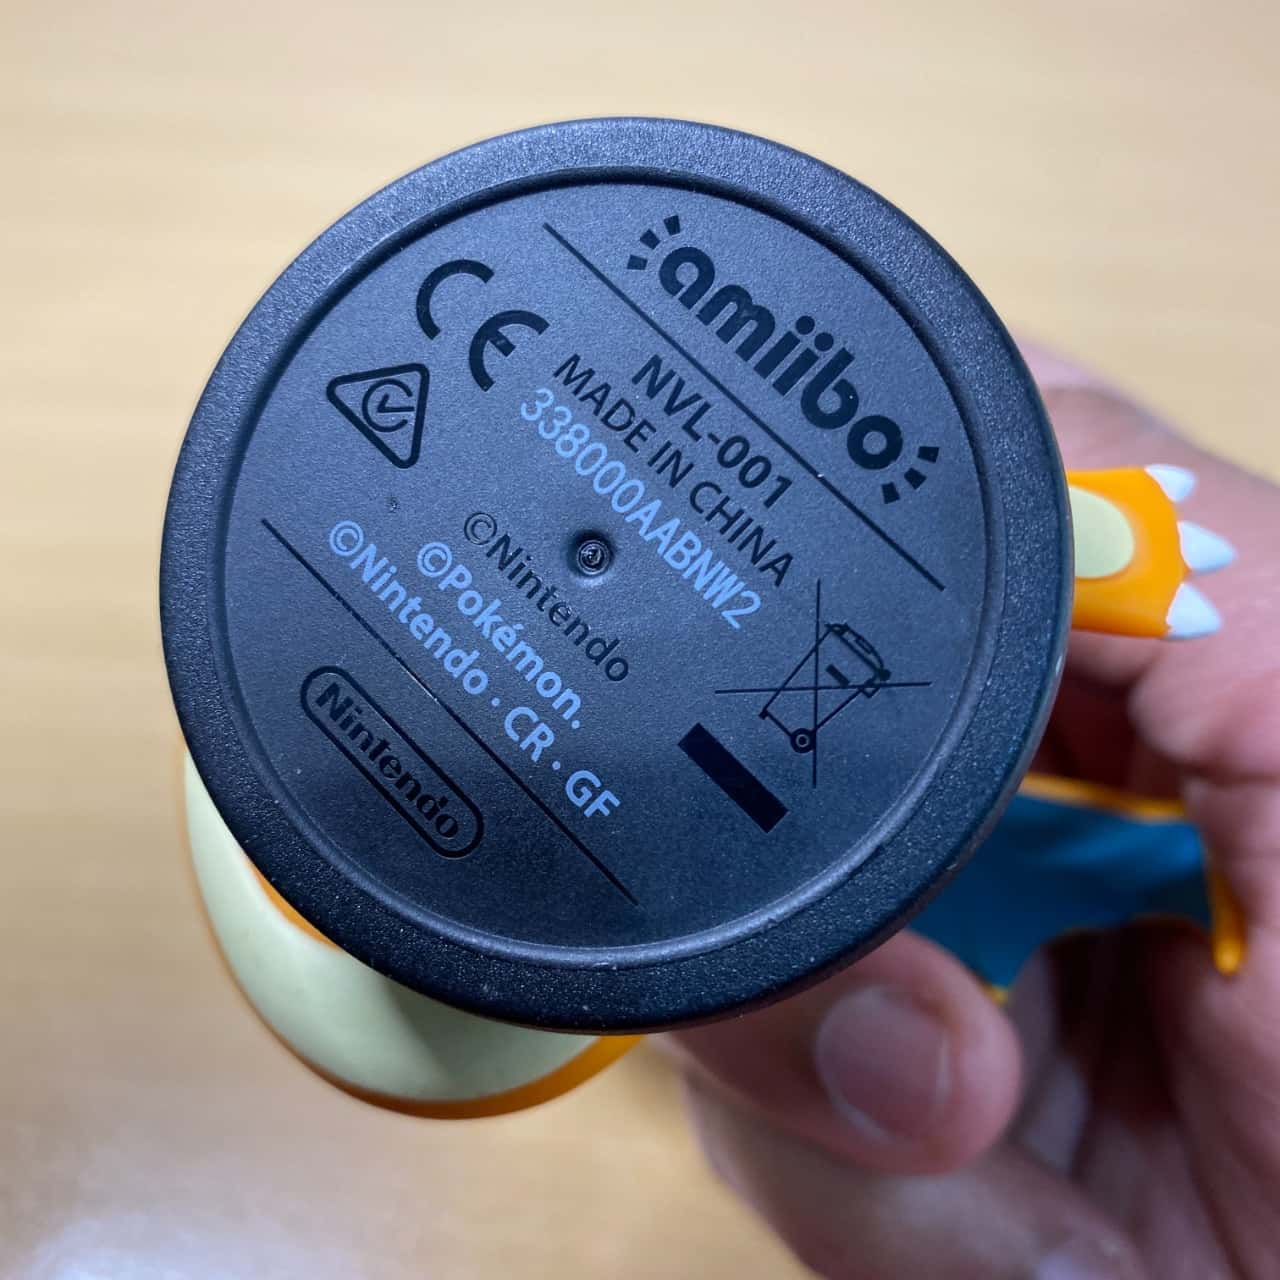 amiibo
NVL-001
MADE IN CHINA
338000AABNW2
CE
©Nintendo
©Pokémon.
©Nintendo · CR · GF
Nintendo